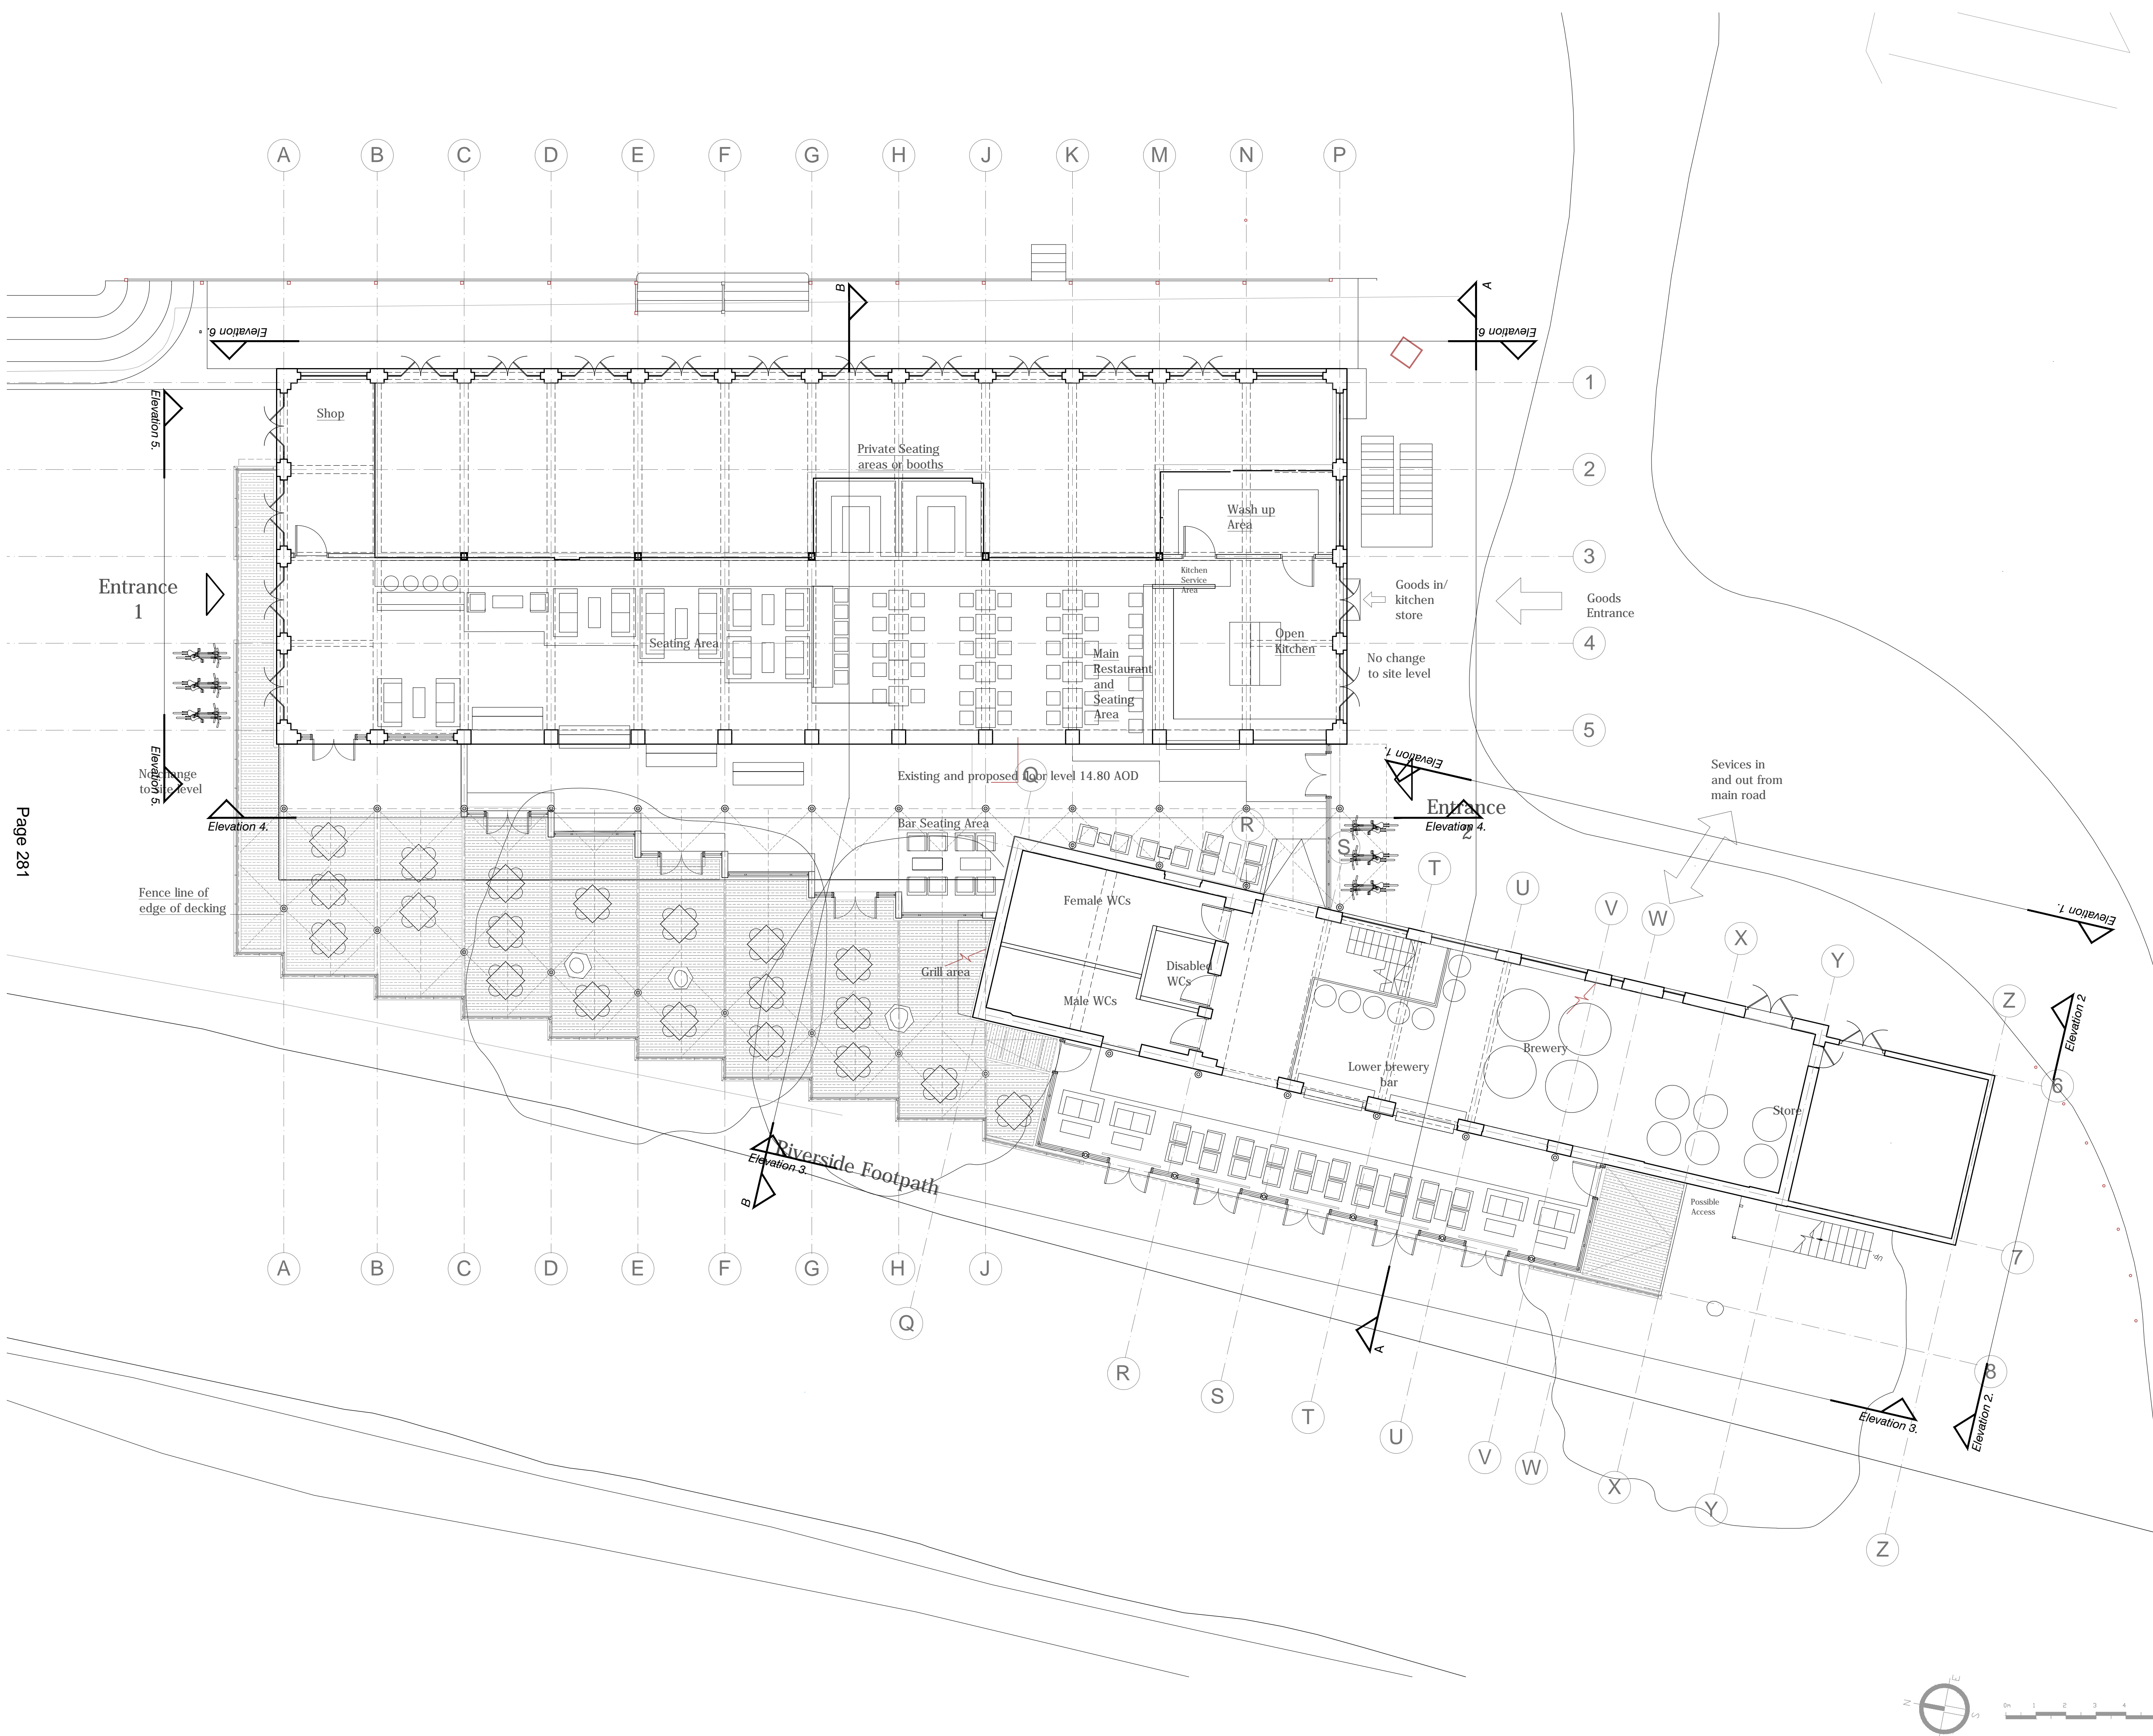 A B C D E F G H J K M N P
B
A
Elevation 6.
Elevation 6.
1
Elevation 5.
Shop
Private Seating
areas or booths
2
Wash up
Area
3
Entrance
1
Kitchen
Service
Area
Goods in/
kitchen
store
Goods
Entrance
Seating Area
Open
Kitchen
4
Main
Restaurant
and
Seating
Area
No change
to site level
5
Elevation 5.
No change
to site level
Existing and proposed floor level 14.80 AOD
Q
Elevation 1
Sevices in
and out from
main road
Page 281
Elevation 4.
Entrance
2
Elevation 4.
Bar Seating Area
R
S
T
U
V
W
X
Y
Z
Fence line of
edge of decking
Female WCs
Elevation 1.
Grill area
Disabled
WCs
Male WCs
Elevation 2
Brewery
Lower brewery
bar
6
Store
Riverside Footpath
Elevation 3.
B
Possible
Access
UP.
7
A B C D E F G H J
Q
R
S
T
U
V
W
X
Y
Z
A
8
Elevation 3.
Elevation 2.
N
E
S
0m 1 2 3 4